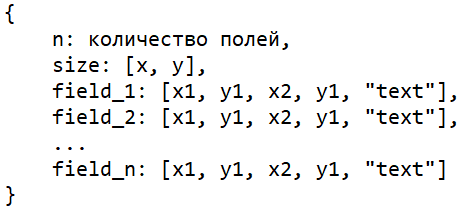 {
n: количество полей,
size: [x, y],
field_1: [x1, y1, x2, y1, "text"],
field_2: [x1, y1, x2, y1, "text"],
...
field_n: [x1, y1, x2, y1, "text"]
}